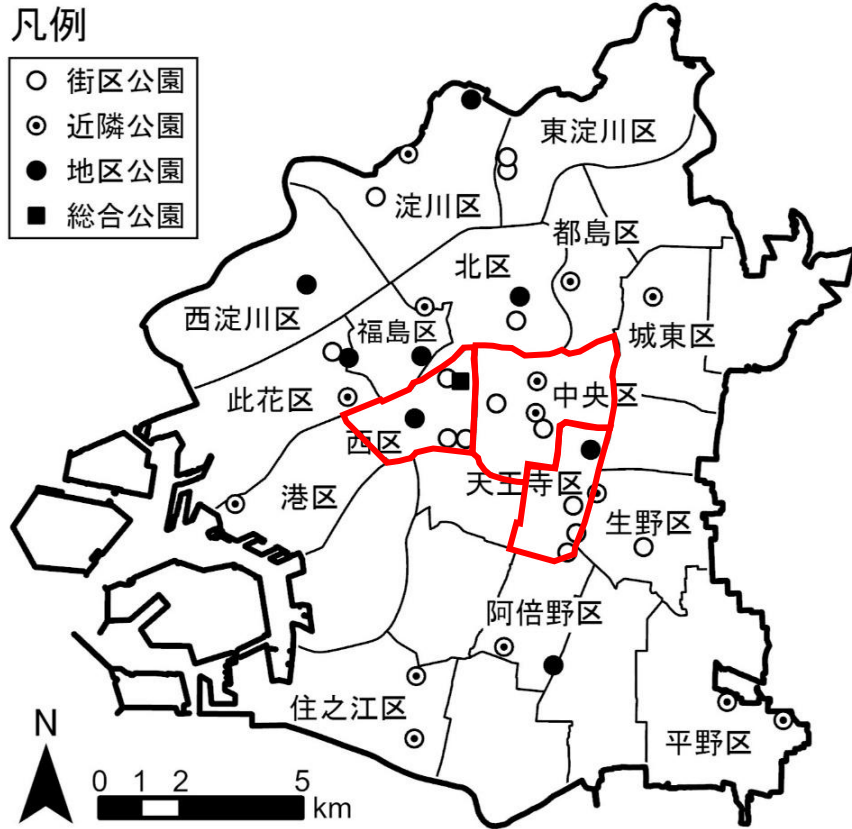 凡例
街区公園
近隣公園
地区公園
総合公園
東淀川区
淀川区
都島区
北区
西淀川区
福島区
城東区
此花区
中央区
西区
天王寺区
港区
生野区
阿倍野区
住之江区
平野区
N
0 1 2 5
km